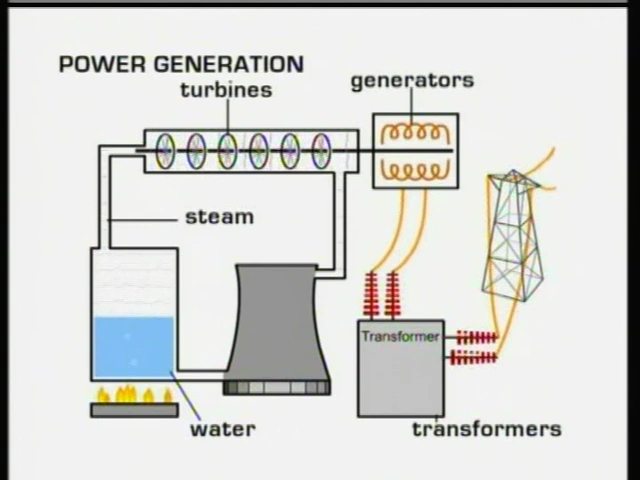 POWER GENERATION
turbines
generators
steam
Transformer
water
transformers